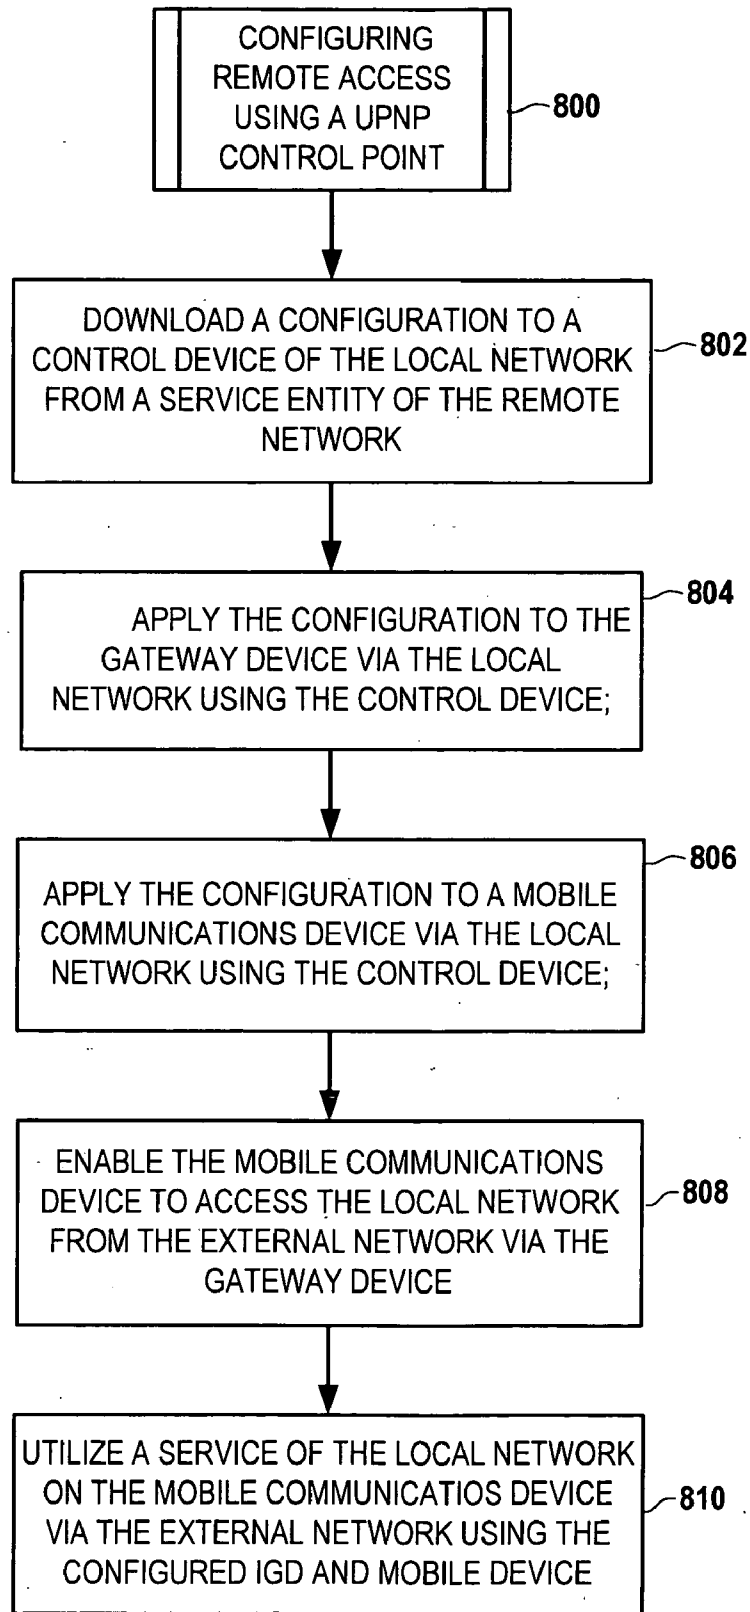 CONFIGURING
REMOTE ACCESS
USING A UPNP
CONTROL POINT
800
DOWNLOAD A CONFIGURATION TO A
CONTROL DEVICE OF THE LOCAL NETWORK
FROM A SERVICE ENTITY OF THE REMOTE
NETWORK
802
APPLY THE CONFIGURATION TO THE
GATEWAY DEVICE VIA THE LOCAL
NETWORK USING THE CONTROL DEVICE;
804
APPLY THE CONFIGURATION TO A MOBILE
COMMUNICATIONS DEVICE VIA THE LOCAL
NETWORK USING THE CONTROL DEVICE;
806
ENABLE THE MOBILE COMMUNICATIONS
DEVICE TO ACCESS THE LOCAL NETWORK
FROM THE EXTERNAL NETWORK VIA THE
GATEWAY DEVICE
808
UTILIZE A SERVICE OF THE LOCAL NETWORK
ON THE MOBILE COMMUNICATIOS DEVICE
VIA THE EXTERNAL NETWORK USING THE
CONFIGURED IGD AND MOBILE DEVICE
810